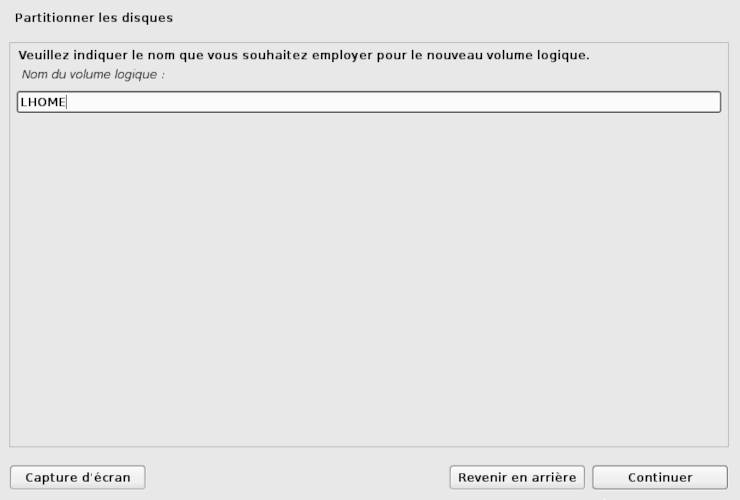 Partitionner les disques
Veuillez indiquer le nom que vous souhaitez employer pour le nouveau volume logique.
Nom du volume logique :
LHOME
Capture d'écran
Revenir en arrière
Continuer